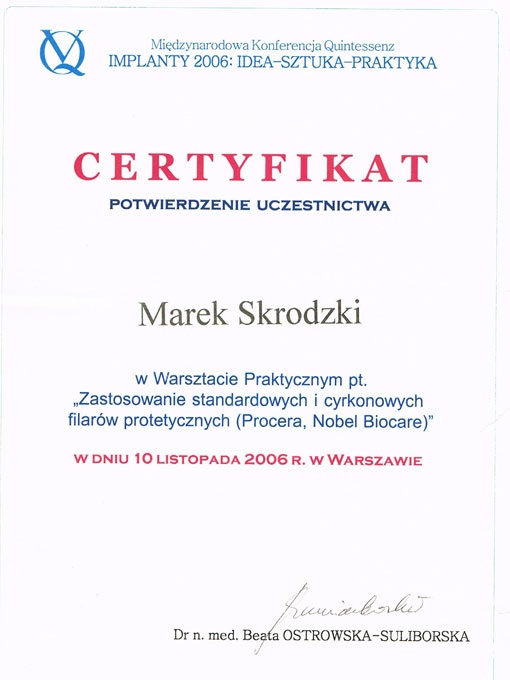 Międzynarodowa Konferencja Quintessenz
IMPLANTY 2006: IDEA–SZTUKA–PRAKTYKA
CERTYFIKAT
POTWIERDZENIE UCZESTNICTWA
Marek Skrodzki
w Warsztacie Praktycznym pt.
„Zastosowanie standardowych i cyrkonowych
filarów protetycznych (Procera, Nobel Biocare)"
W DNIU 10 LISTOPADA 2006 R. W WARSZAWIE
Dr n. med. Beata OSTROWSKA–SULIBORSKA